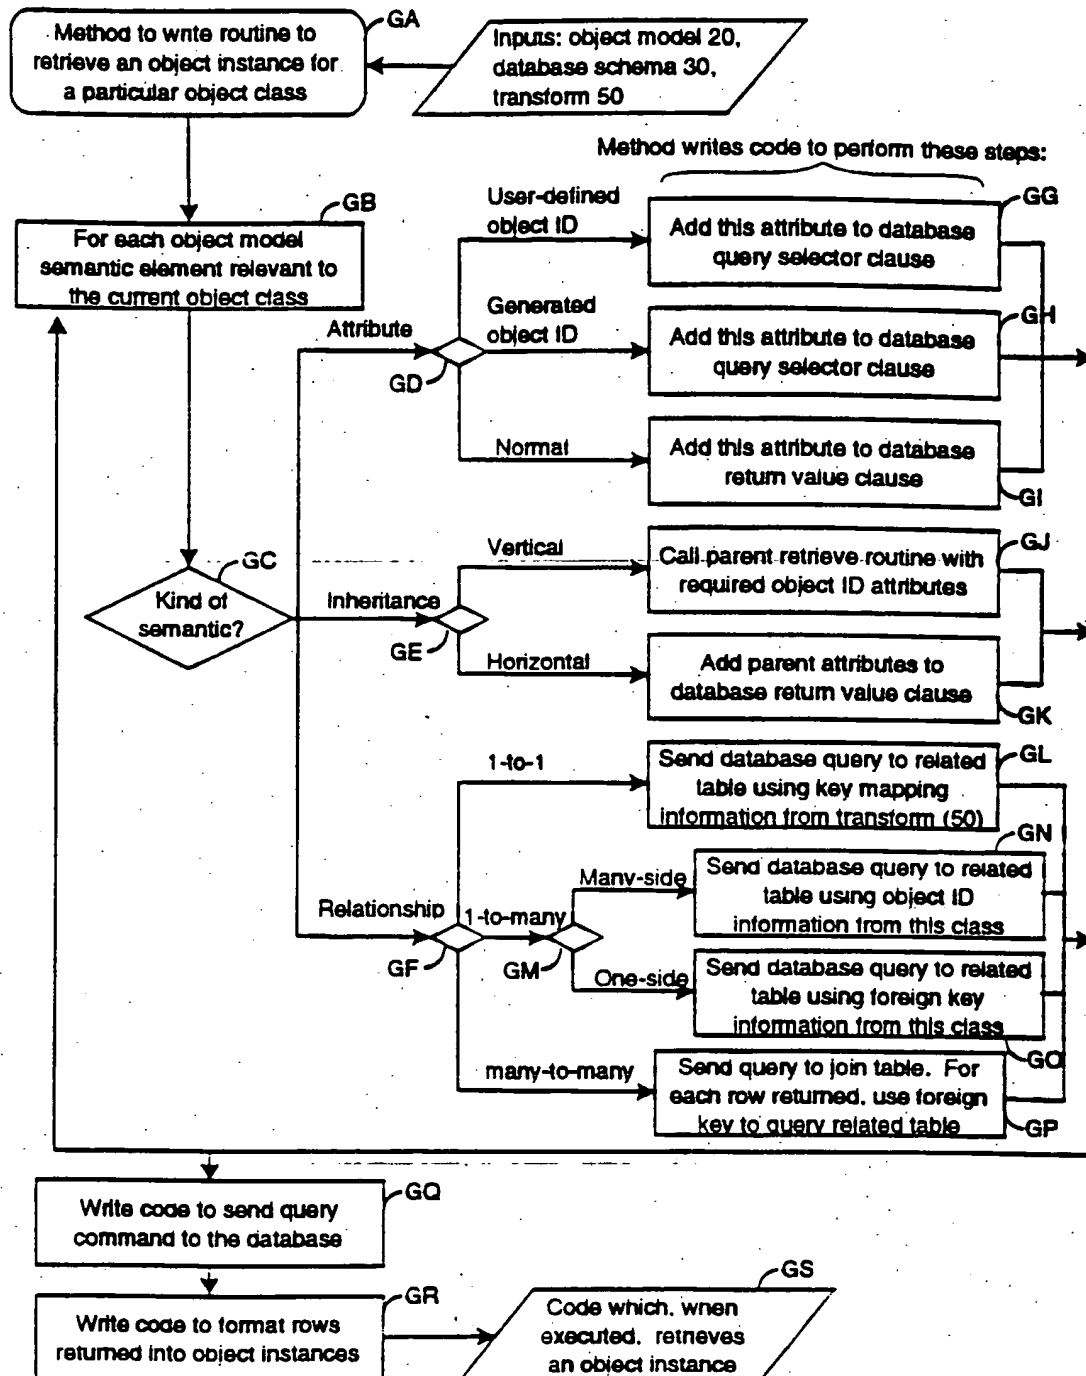 GA
Method to write routine to
retrieve an object instance for
a particular object class
Inputs: object model 20,
database schema 30,
transform 50
Method writes code to perform these steps:
GB
For each object model
semantic element relevant to
the current object class
User-defined
object ID
GG
Add this attribute to database
query selector clause
Generated
object ID
GH
Add this attribute to database
query selector clause
Attribute
GD
Normal
Add this attribute to database
return value clause
GI
GC
Kind of
semantic?
Vertical
GJ
Call parent retrieve routine with
required object ID attributes
Inheritance
GE
Horizontal
Add parent attributes to
database return value clause
GK
1-to-1
GL
Send database query to related
table using key mapping
information from transform (50)
GN
Many-side
Send database query to related
table using object ID
information from this class
Relationship
1-to-many
GF
GM
One-side
Send database query to related
table using foreign key
information from this class
GO
many-to-many
Send query to join table. For
each row returned, use foreign
key to query related table
GP
GQ
Write code to send query
command to the database
GR
Write code to format rows
returned into object instances
GS
Code which, when
executed, retrieves
an object instance